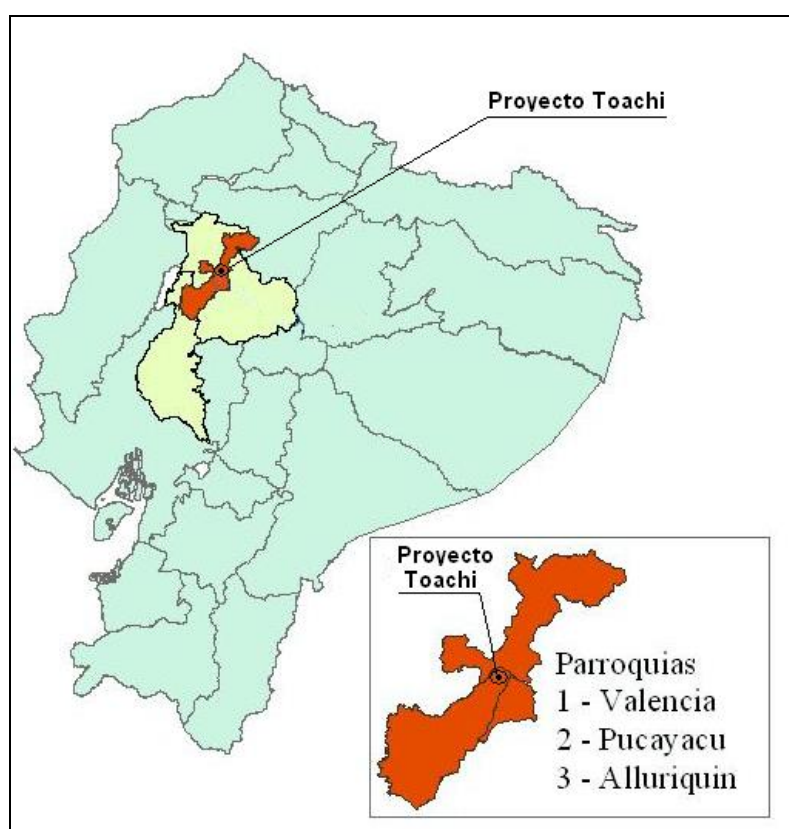 Proyecto Toachi
Proyecto
Toachi
Parroquias
1 - Valencia
2 - Pucayacu
3 - Alluriquin